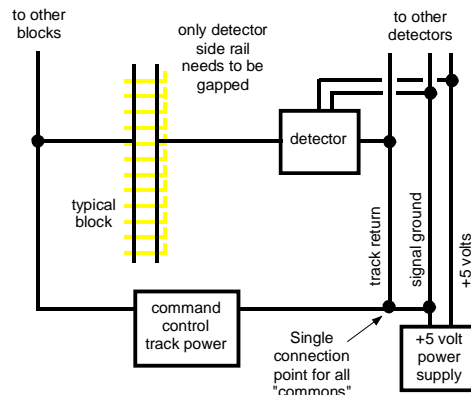 to other
blocks
only detector
side rail
needs to be
gapped
to other
detectors
detector
typical
block
track return
signal ground
+5 volts
command
control
track power
Single
connection
point for all
"commons"
+5 volt
power
supply